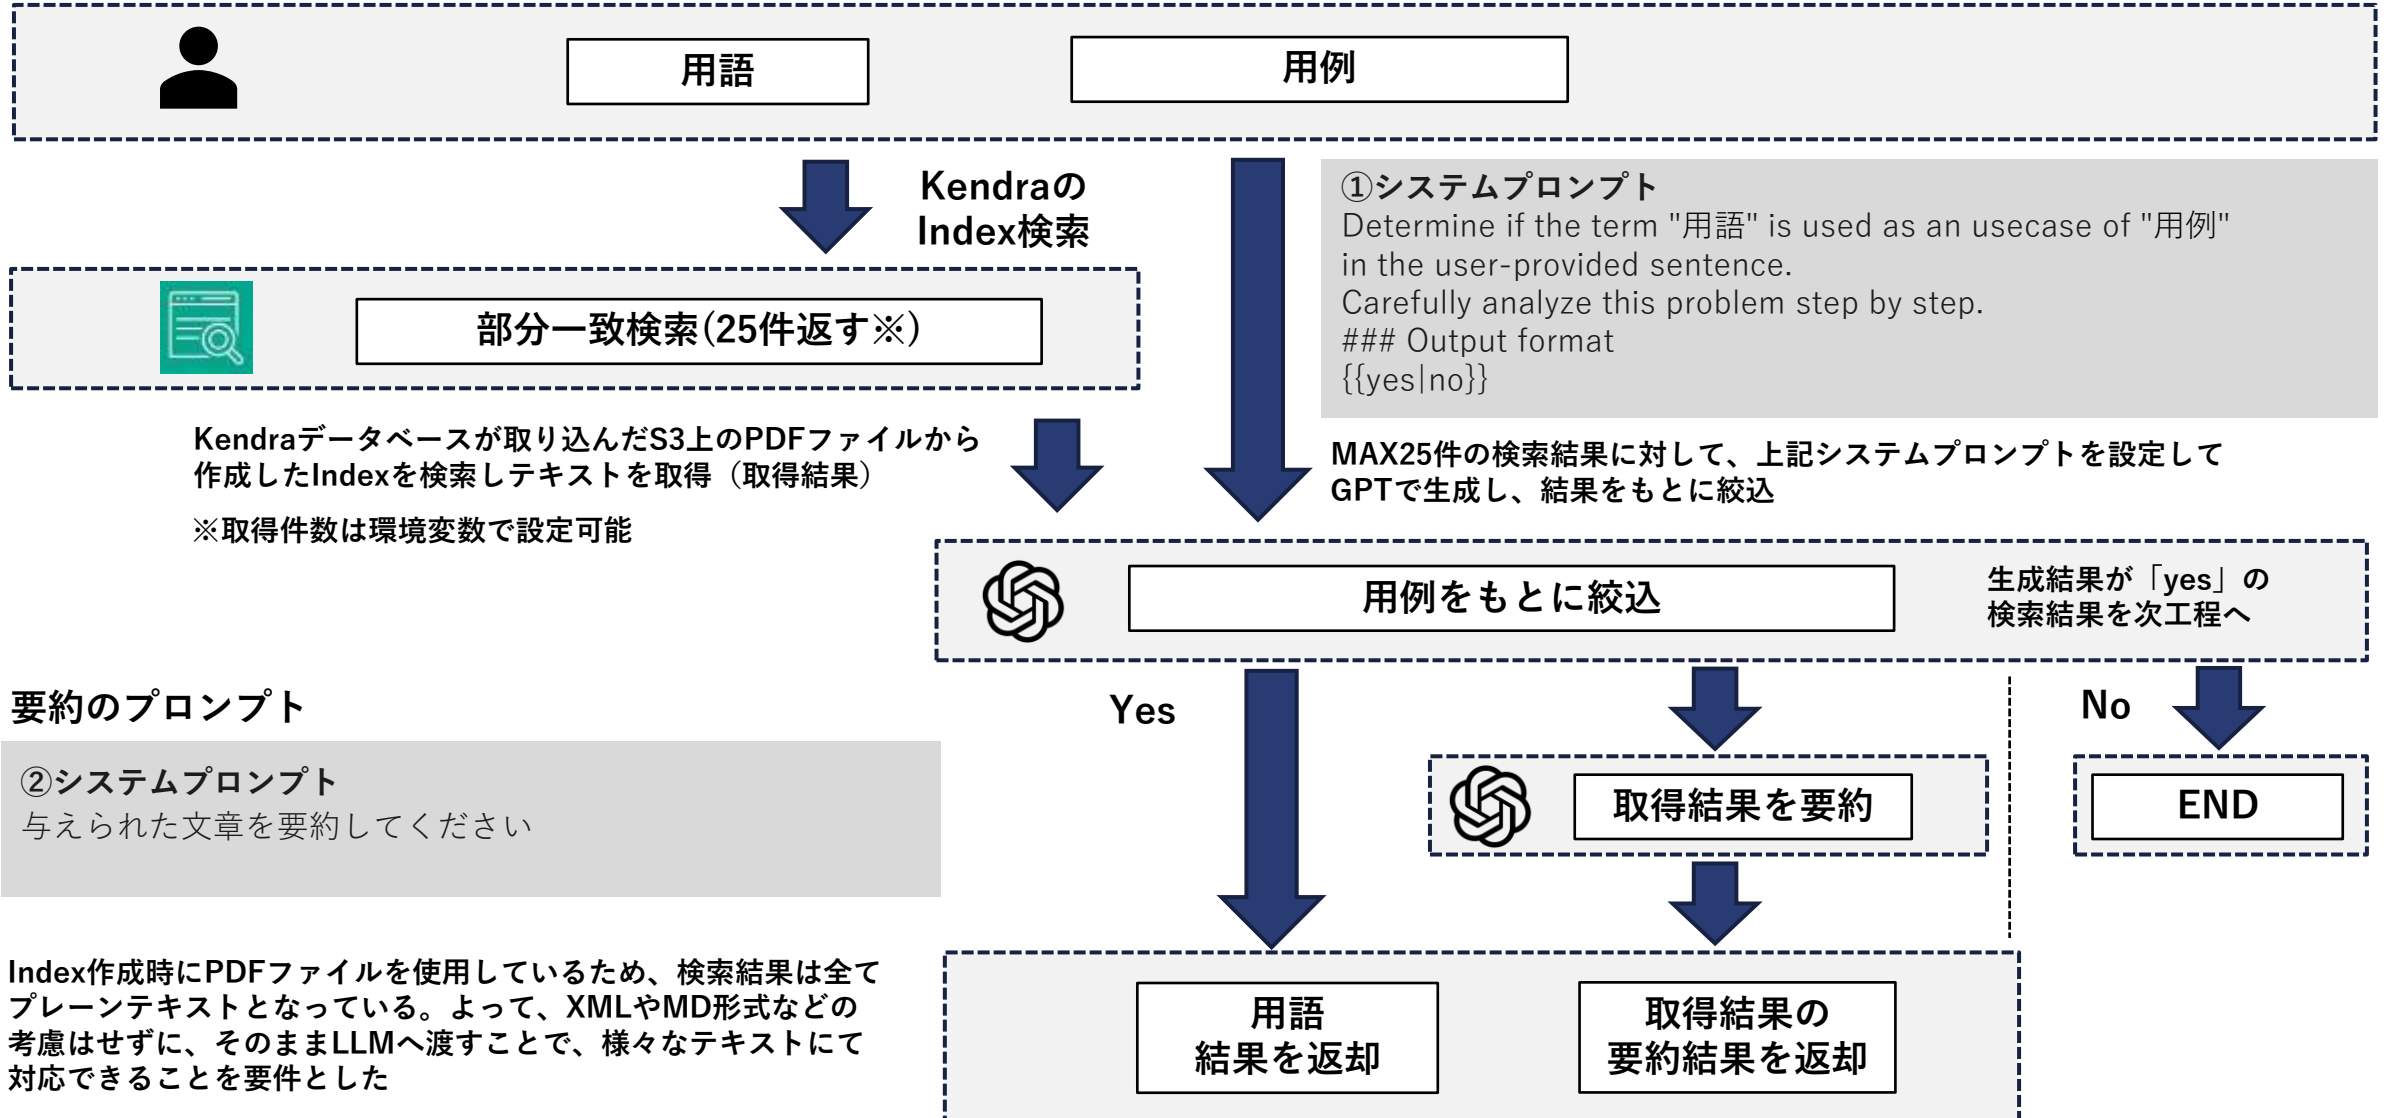 用語
用例
Kendraの
Index検索
①システムプロンプト
Determine if the term "用語" is used as an usecase of "用例"
in the user-provided sentence.
Carefully analyze this problem step by step.
### Output format
{{yes|no}}
部分一致検索(25件返す※)
Kendraデータベースが取り込んだS3上のPDFファイルから
作成したIndexを検索しテキストを取得（取得結果）
※取得件数は環境変数で設定可能
MAX25件の検索結果に対して、上記システムプロンプトを設定して
GPTで生成し、結果をもとに絞込
用例をもとに絞込
生成結果が「yes」の
検索結果を次工程へ
要約のプロンプト
Yes
No
②システムプロンプト
与えられた文章を要約してください
取得結果を要約
END
Index作成時にPDFファイルを使用しているため、検索結果は全て
プレーンテキストとなっている。よって、XMLやMD形式などの
考慮はせずに、そのままLLMへ渡すことで、様々なテキストにて
対応できることを要件とした
用語
結果を返却
取得結果の
要約結果を返却